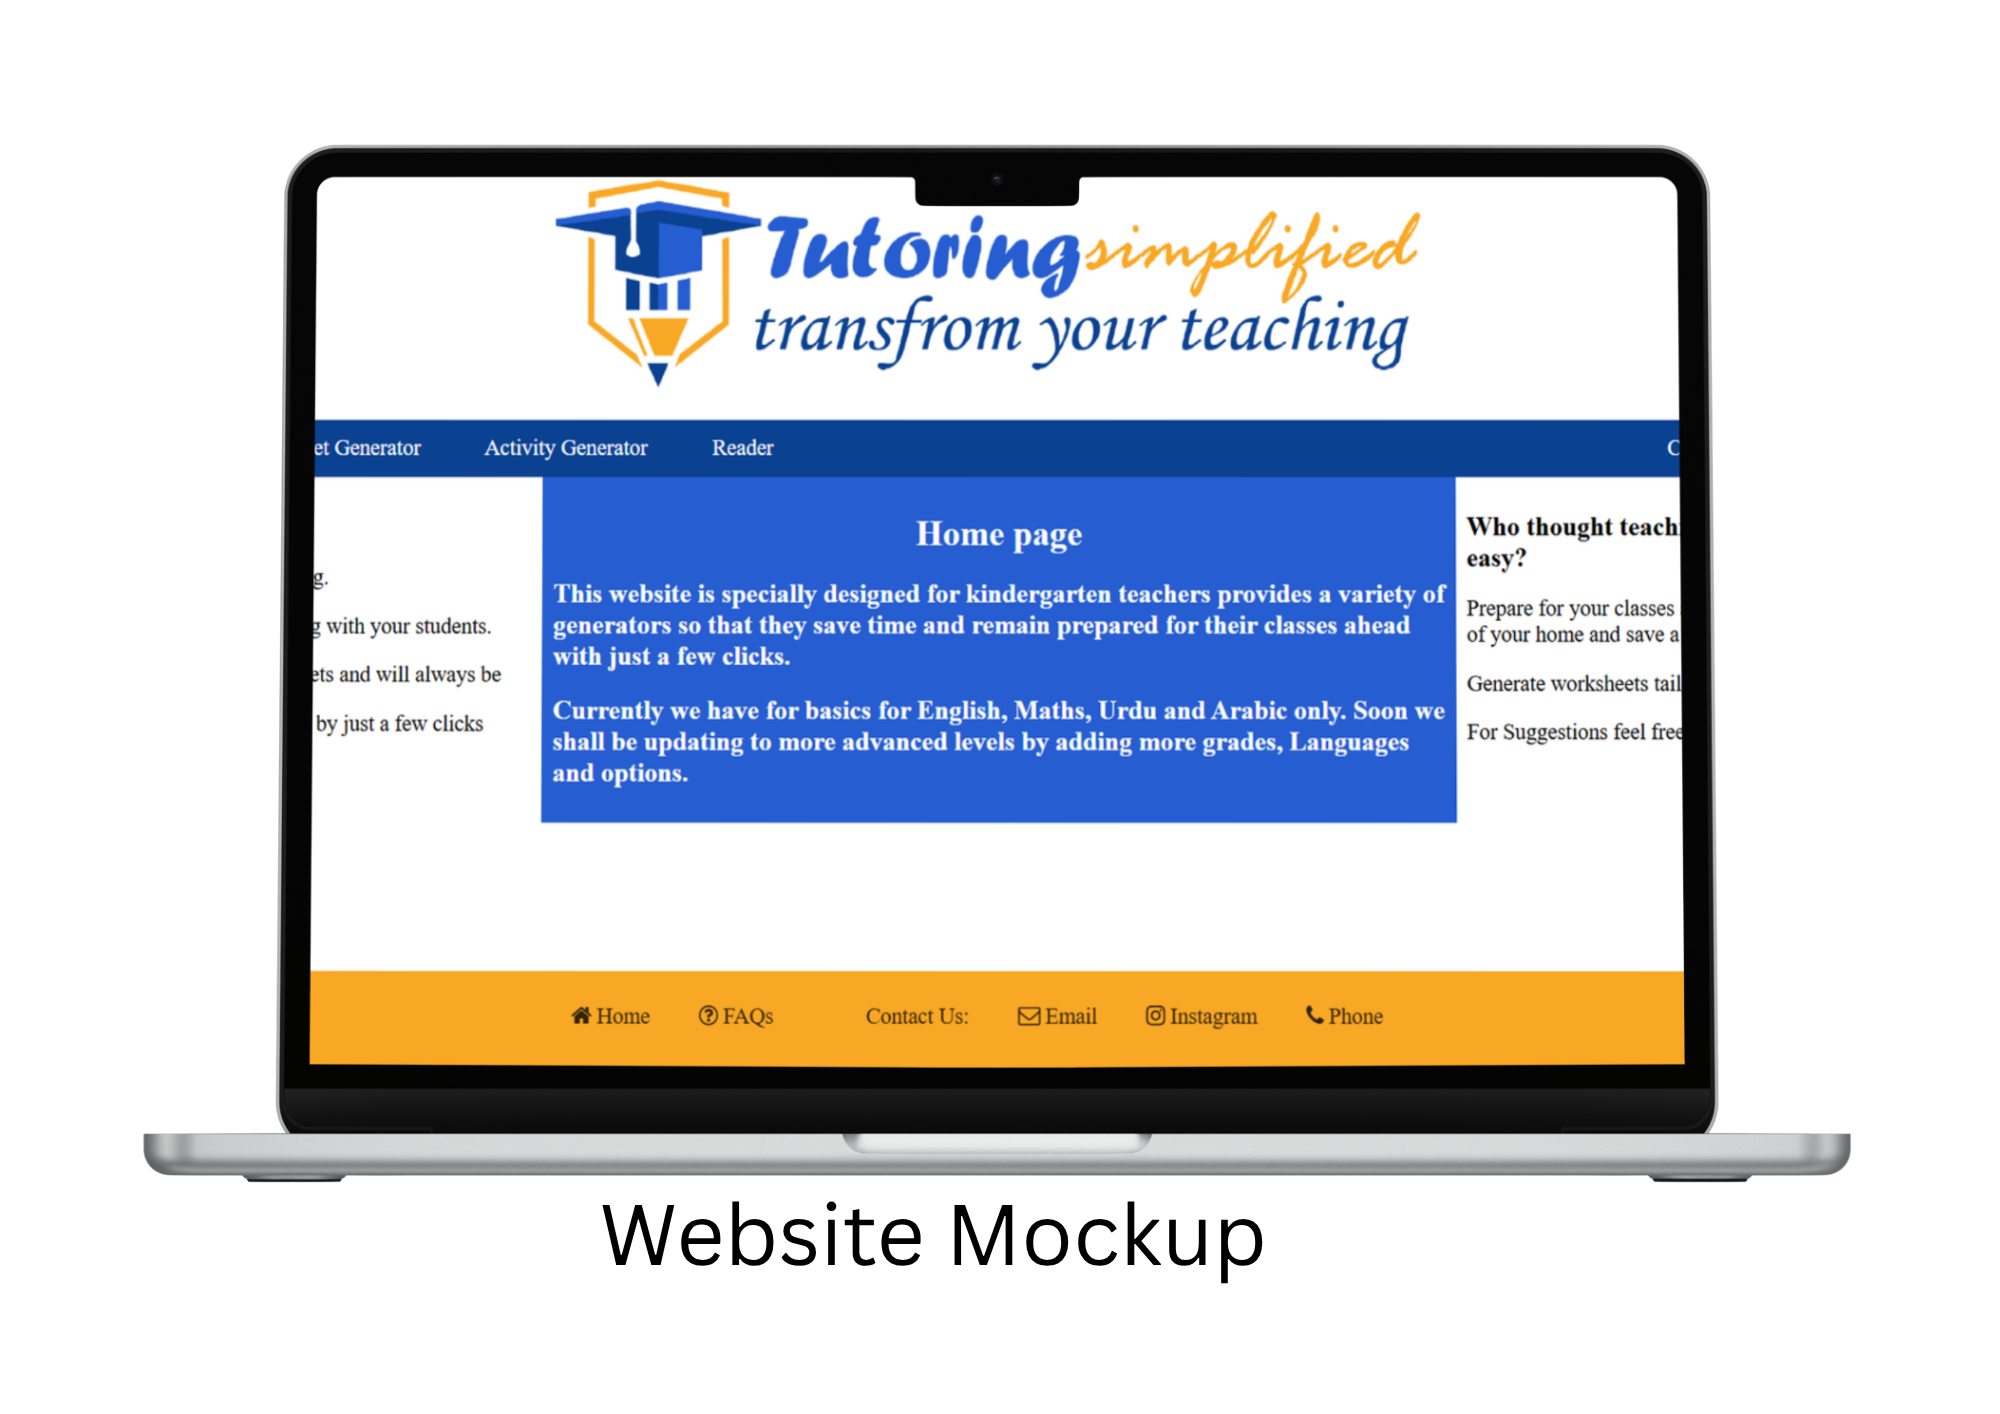 Tutoring simplified
transfrom your teaching
et Generator Activity Generator Reader C
g.
g with your students.
ets and will always be
by just a few clicks
Home page
This website is specially designed for kindergarten teachers provides a variety of
generators so that they save time and remain prepared for their classes ahead
with just a few clicks.
Currently we have for basics for English, Maths, Urdu and Arabic only. Soon we
shall be updating to more advanced levels by adding more grades, Languages
and options.
Who thought teach
easy?
Prepare for your classes
of your home and save a
Generate worksheets tail
For Suggestions feel free
Home FAQs Contact Us: Email Instagram Phone
Website Mockup